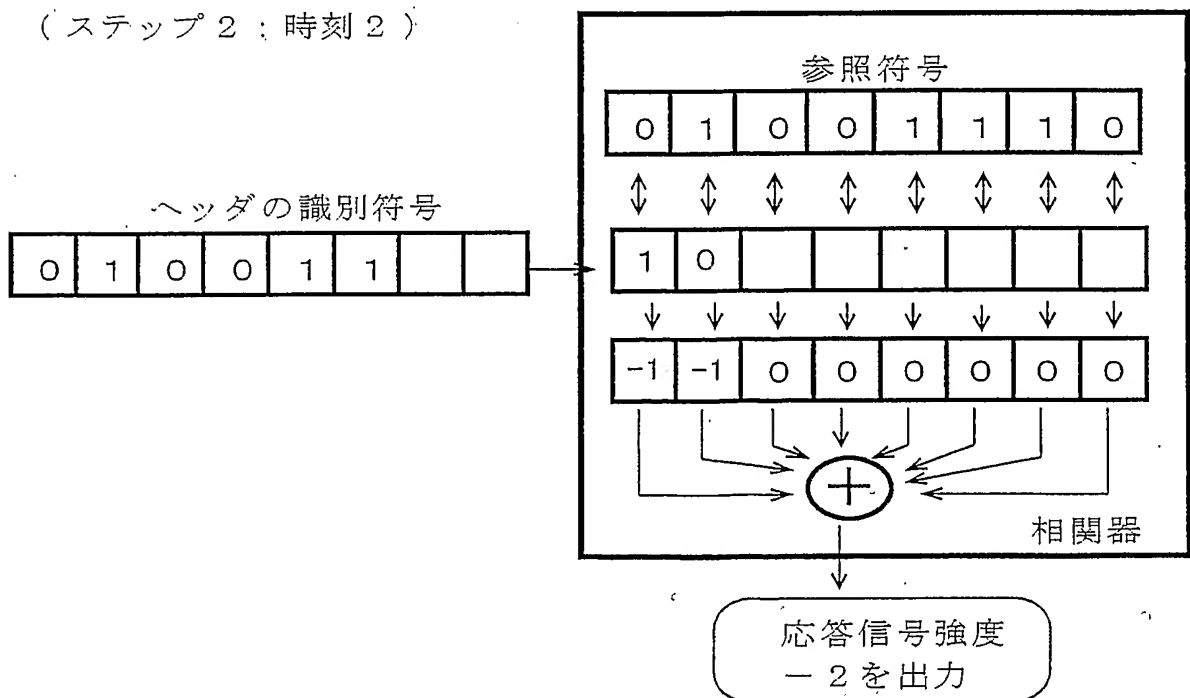 (ステップ2:時刻2)
参照符号
0 1 0 0 1 1 1 0
ヘッダの識別符号
0 1 0 0 1 1
1 0
-1 -1 0 0 0 0 0 0
+
相関器
応答信号強度
-2を出力